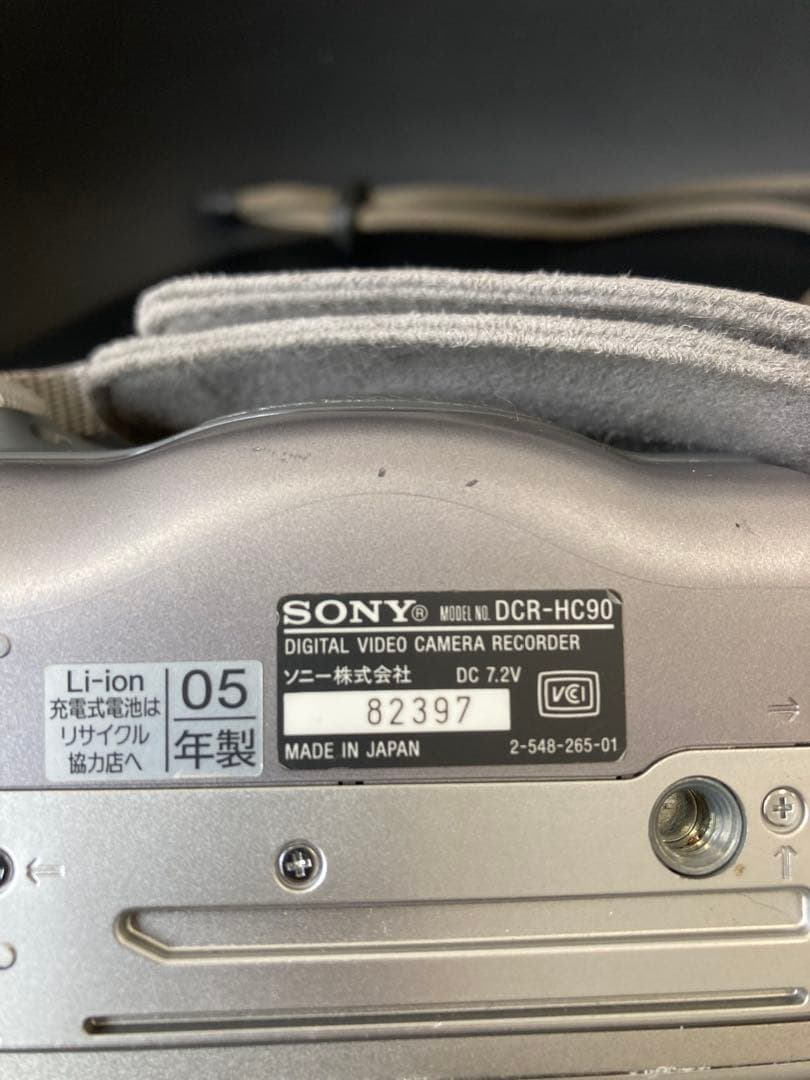 SONY® MODEL NO. DCR-HC90
DIGITAL VIDEO CAMERA RECORDER
ソニー株式会社 DC 7.2V
82397
VCCI
MADE IN JAPAN 2-548-265-01
Li-ion
充電式電池は
リサイクル
協力店へ
05
年製